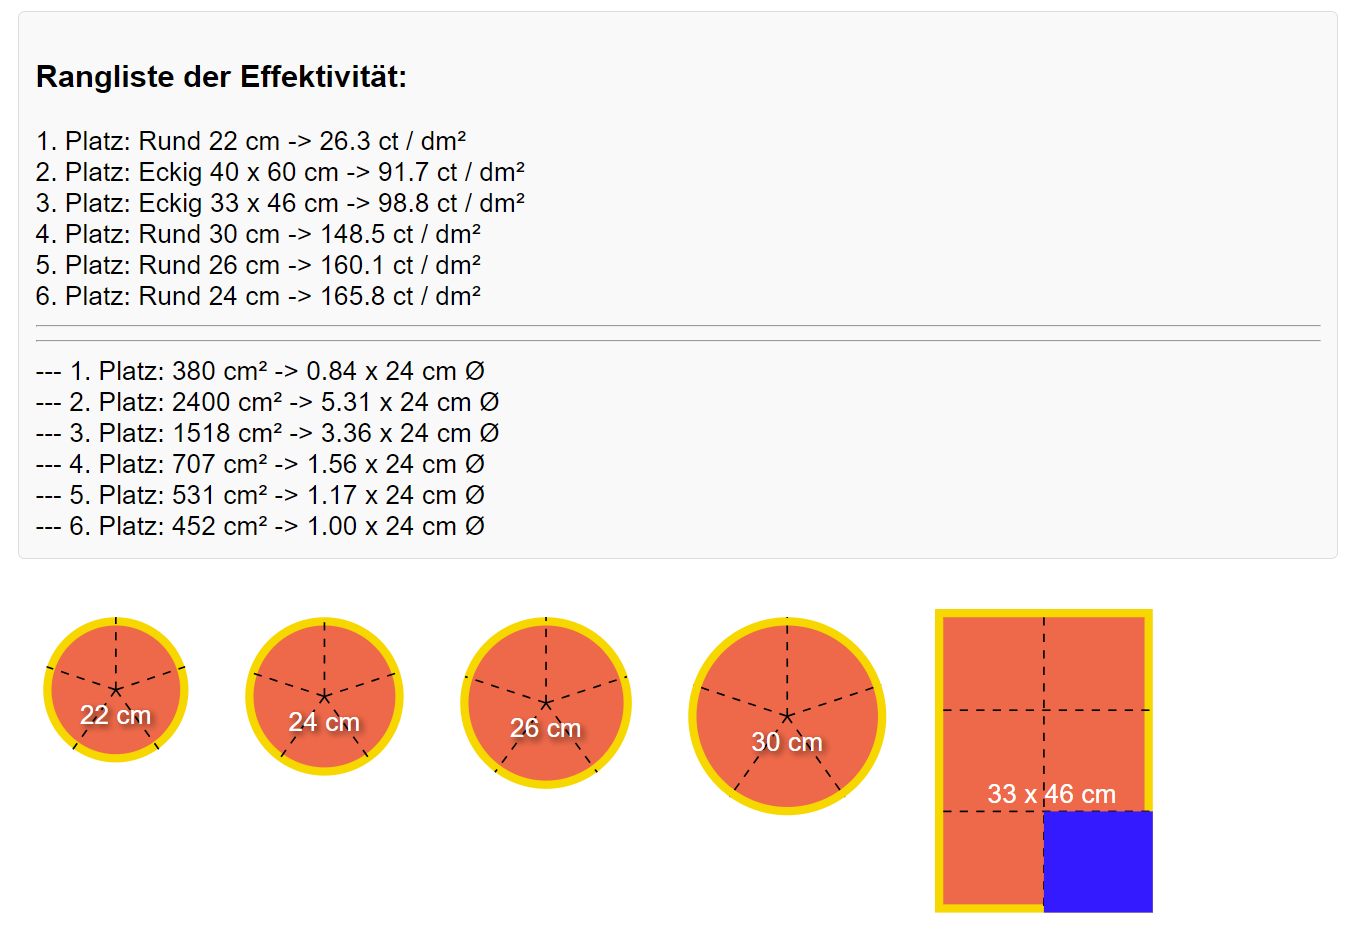 Rangliste der Effektivität:
1. Platz: Rund 22 cm -> 26.3 ct / dm²
2. Platz: Eckig 40 x 60 cm -> 91.7 ct / dm²
3. Platz: Eckig 33 x 46 cm -> 98.8 ct / dm²
4. Platz: Rund 30 cm -> 148.5 ct / dm²
5. Platz: Rund 26 cm -> 160.1 ct / dm²
6. Platz: Rund 24 cm -> 165.8 ct / dm²
--- 1. Platz: 380 cm² -> 0.84 x 24 cm Ø
--- 2. Platz: 2400 cm² -> 5.31 x 24 cm Ø
--- 3. Platz: 1518 cm² -> 3.36 x 24 cm Ø
--- 4. Platz: 707 cm² -> 1.56 x 24 cm Ø
--- 5. Platz: 531 cm² -> 1.17 x 24 cm Ø
--- 6. Platz: 452 cm² -> 1.00 x 24 cm Ø
22 cm
24 cm
26 cm
30 cm
33 x 46 cm